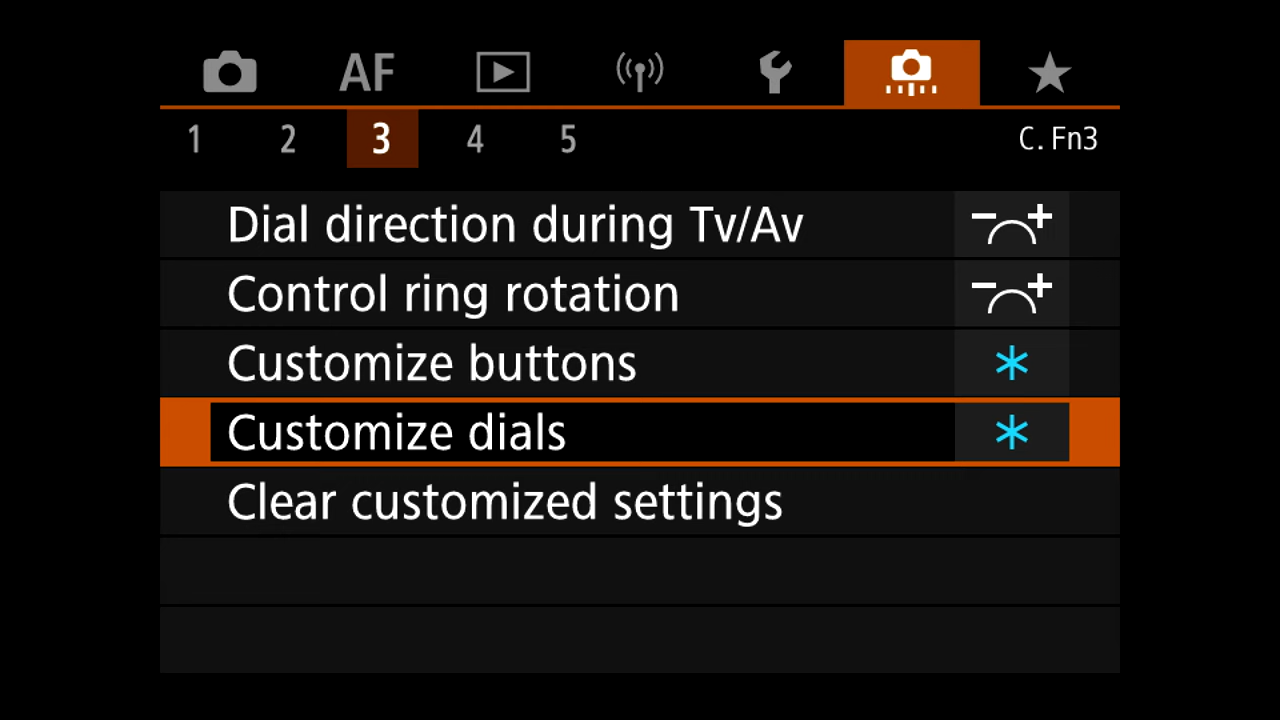 AF
1 2 3 4 5 C.Fn3
Dial direction during Tv/Av
Control ring rotation
Customize buttons
Customize dials
Clear customized settings